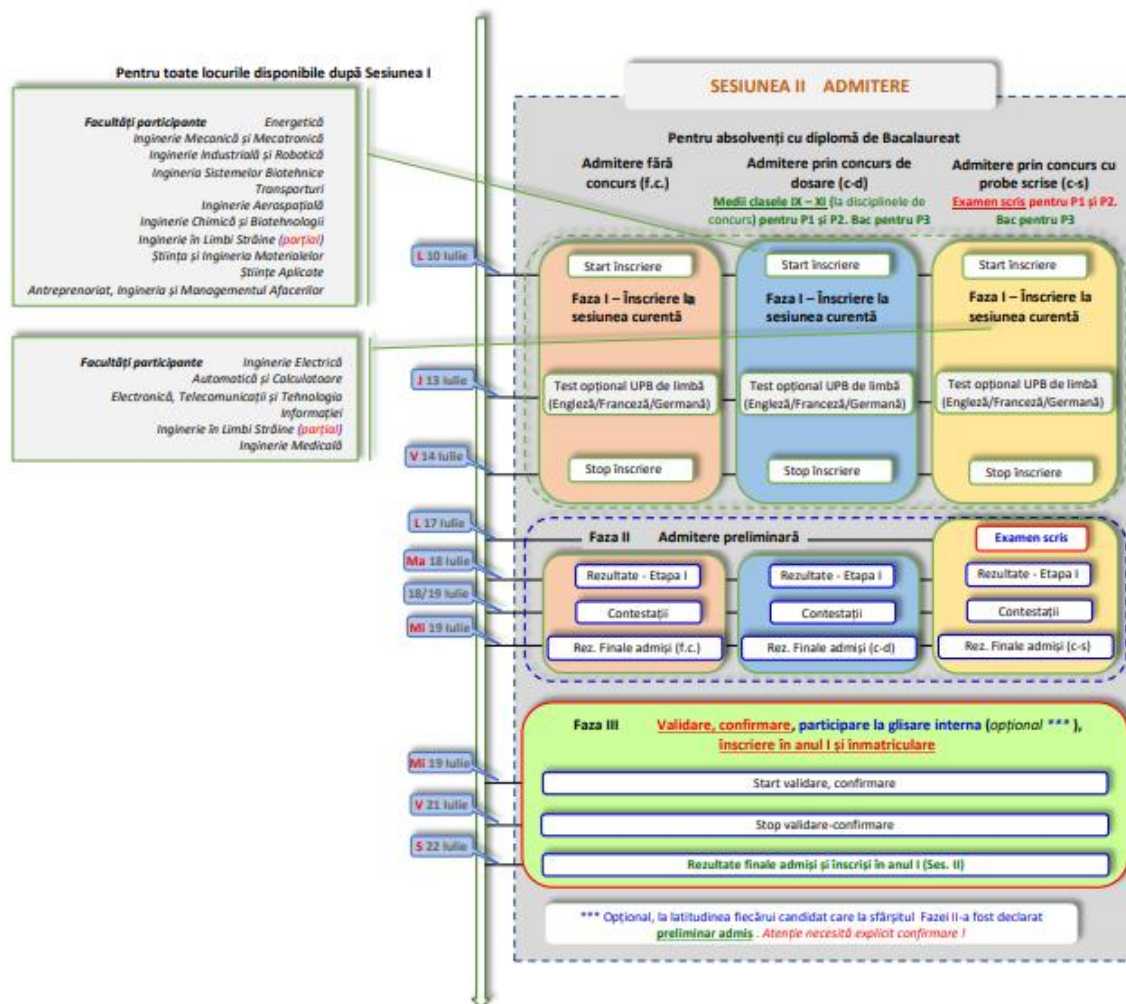 Pentru toate locurile disponibile după Sesiunea I
Facultăți participante Energetică
Inginerie Mecanică și Mecatronică
Inginerie Industrială și Robotică
Ingineria Sistemelor Biotehnice
Transporturi
Inginerie Aerospațială
Inginerie Chimică și Biotehnologii
Inginerie în Limbi Străine (parțial)
Știința și Ingineria Materialelor
Științe Aplicate
Antreprenoriat, Ingineria și Managementul Afacerilor
Facultăți participante Inginerie Electrică
Automatică și Calculatoare
Electronică, Telecomunicații și Tehnologia
Informației
Inginerie în Limbi Străine (parțial)
Inginerie Medicală
SESIUNEA II ADMITERE
Pentru absolvenți cu diplomă de Bacalaureat
Admitere fără
concurs (f.c.)
Admitere prin concurs de
dosare (c-d)
Medii clasele IX – XI (la disciplinele de
concurs) pentru P1 și P2. Bac pentru P3
Admitere prin concurs cu
probe scrise (c-s)
Examen scris pentru P1 și P2.
Bac pentru P3
L 10 Iulie
Start înscriere
Start înscriere
Start înscriere
Faza I – Înscriere la
sesiunea curentă
Faza I – Înscriere la
sesiunea curentă
Faza I – Înscriere la
sesiunea curentă
J 13 Iulie
Test opțional UPB de limbă
(Engleză/Franceză/Germană)
Test opțional UPB de limbă
(Engleză/Franceză/Germană)
Test opțional UPB de limbă
(Engleză/Franceză/Germană)
V 14 Iulie
Stop înscriere
Stop înscriere
Stop înscriere
L 17 Iulie
Faza II Admitere preliminară
Examen scris
Ma 18 Iulie
Rezultate - Etapa I
Rezultate - Etapa I
Rezultate - Etapa I
18/19 Iulie
Contestații
Contestații
Contestații
Mi 19 Iulie
Rez. Finale admiși (f.c.)
Rez. Finale admiși (c-d)
Rez. Finale admiși (c-s)
Faza III Validare, confirmare, participare la glisare interna (opțional *** ),
înscriere în anul I și înmatriculare
Mi 19 Iulie
Start validare, confirmare
V 21 Iulie
Stop validare-confirmare
S 22 Iulie
Rezultate finale admiși și înscriși în anul I (Ses. II)
*** Opțional, la latitudinea fiecărui candidat care la sfârșitul Fazei II-a fost declarat
preliminar admis . Atenție necesită explicit confirmare !